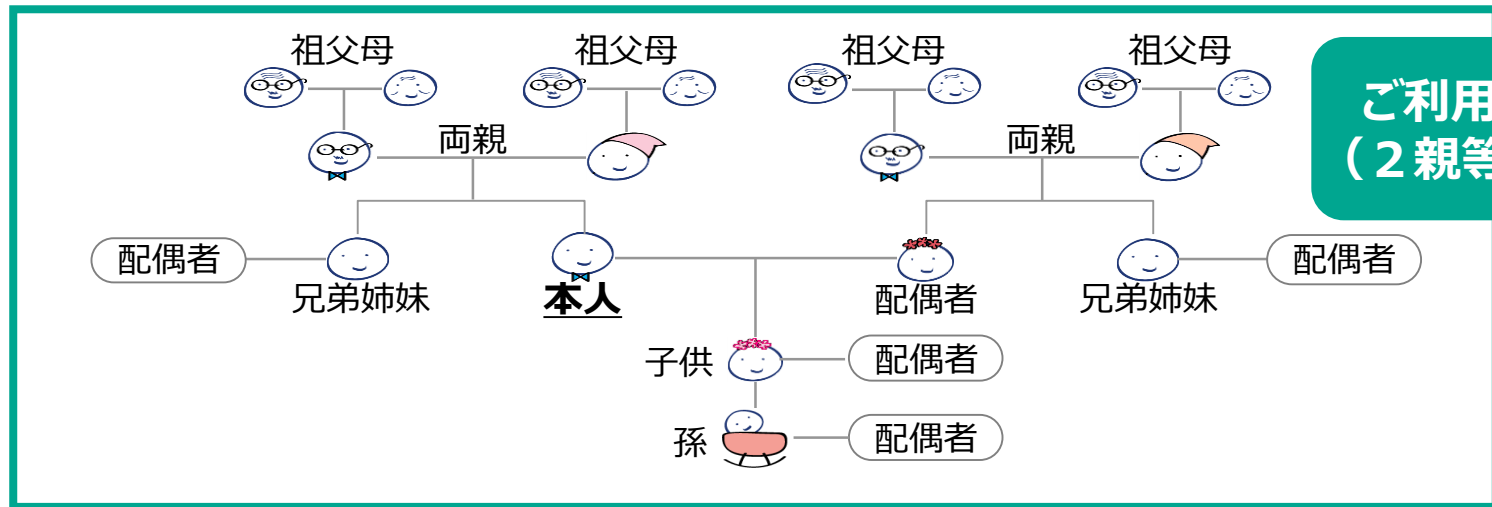 祖父母
祖父母
祖父母
祖父母
ご利用
（２親等
両親
両親
配偶者
兄弟姉妹
本人
配偶者
兄弟姉妹
配偶者
子供
配偶者
孫
配偶者